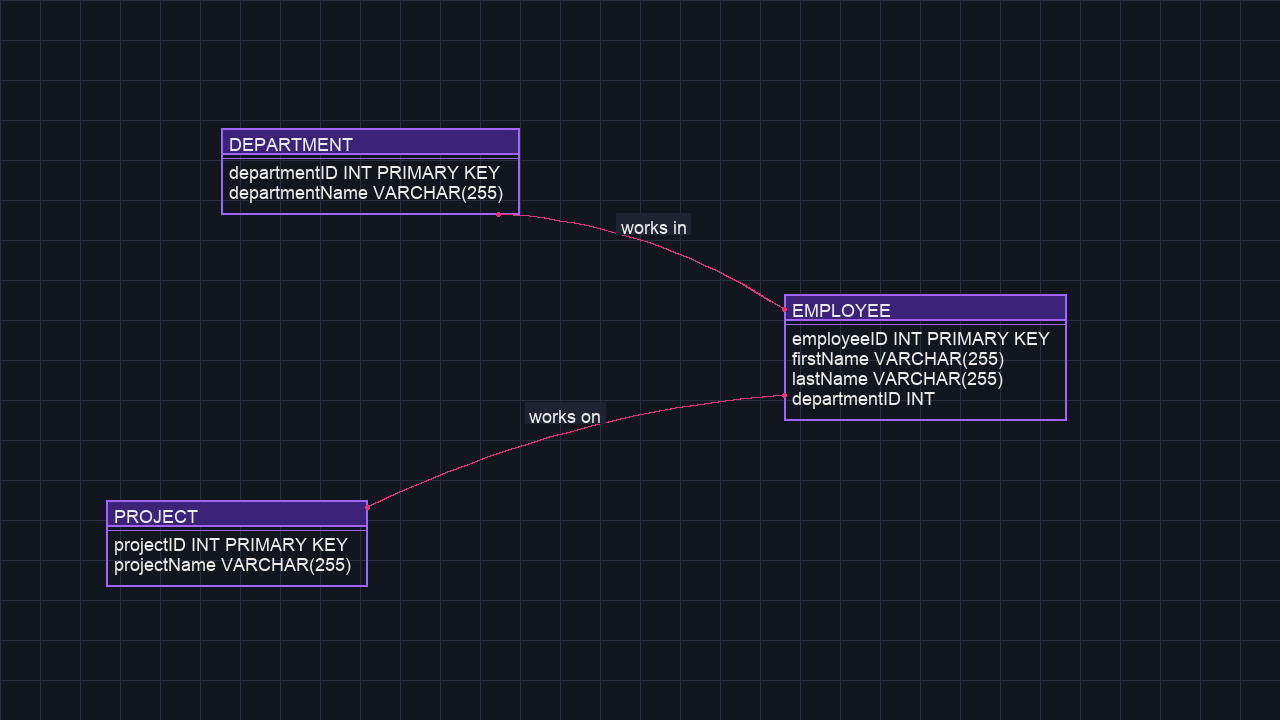 DEPARTMENT
departmentID INT PRIMARY KEY
departmentName VARCHAR(255)
works in
EMPLOYEE
employeeID INT PRIMARY KEY
firstName VARCHAR(255)
lastName VARCHAR(255)
departmentID INT
works on
PROJECT
projectID INT PRIMARY KEY
projectName VARCHAR(255)